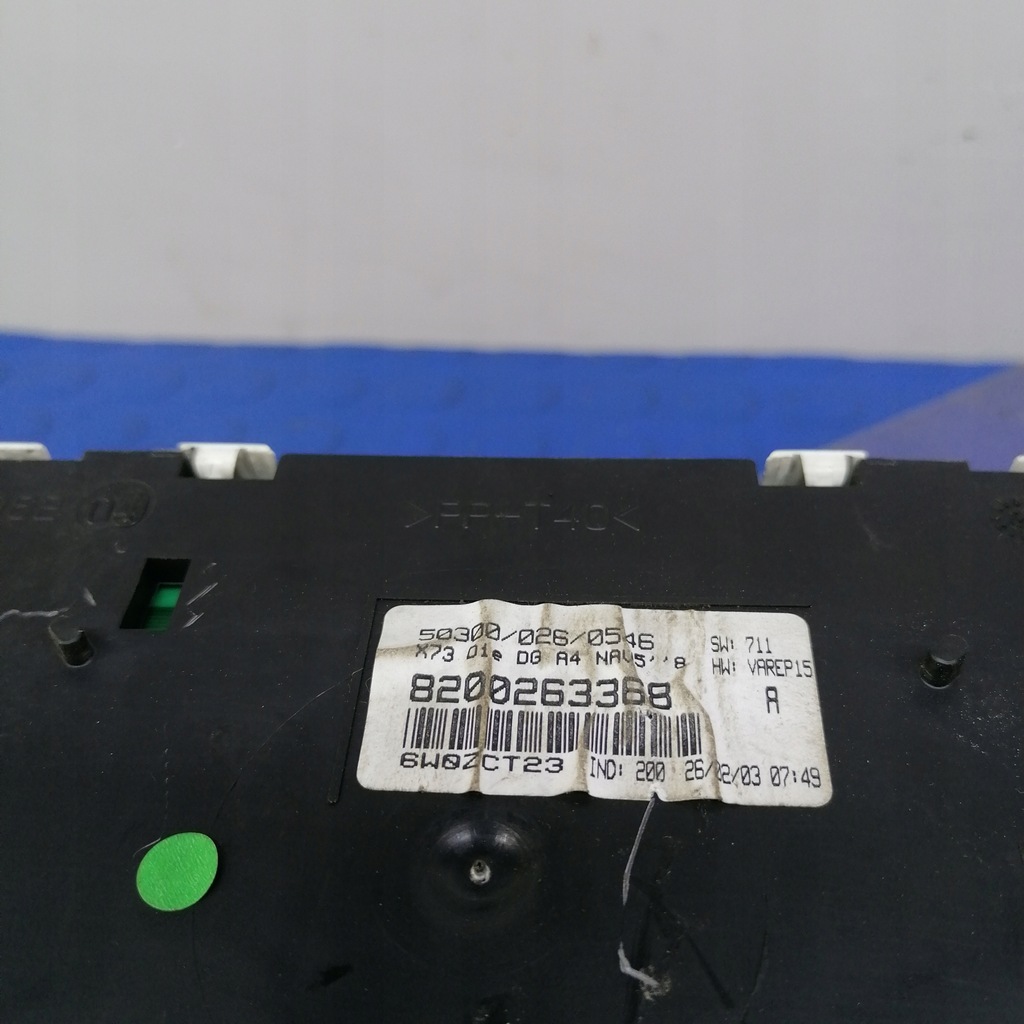 >PP-T40<
50300/026/0546
SW: 711
X73 D1e DG A4 NAV5''8
HW: VAREP15
8200263368
A
6W0ZCT23
IND: 200 26/02/03 07:49